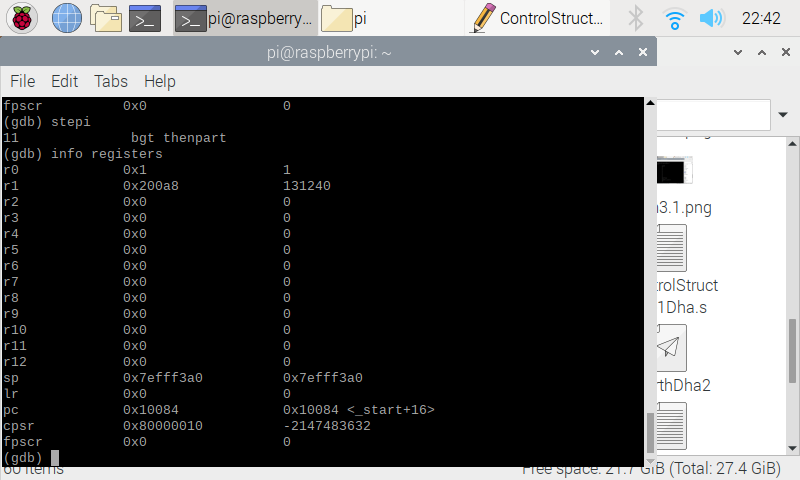 pi@raspberry...
pi
ControlStruct...
22:42
pi@raspberrypi: ~
File Edit Tabs Help
fpscr 0x0 0
(gdb) stepi
11 bgt thenpart
(gdb) info registers
r0 0x1 1
r1 0x200a8 131240
r2 0x0 0
r3 0x0 0
r4 0x0 0
r5 0x0 0
r6 0x0 0
r7 0x0 0
r8 0x0 0
r9 0x0 0
r10 0x0 0
r11 0x0 0
r12 0x0 0
sp 0x7efff3a0 0x7efff3a0
lr 0x0 0
pc 0x10084 0x10084 <_start+16>
cpsr 0x80000010 -2147483632
fpscr 0x0 0
(gdb)
3.1.png
trolStruct
1Dha.s
rthDha2
items
Free space: 21.7 GiB (Total: 27.4 GiB)